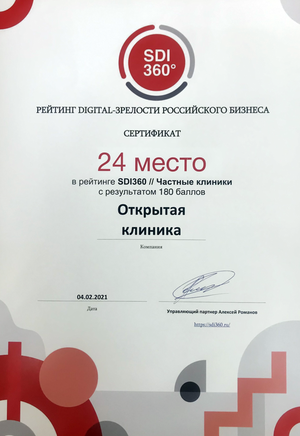 SDI
360°
РЕЙТИНГ DIGITAL-ЗРЕЛОСТИ РОССИЙСКОГО БИЗНЕСА
СЕРТИФИКАТ
24 место
в рейтинге SDI360 // Частные клиники
с результатом 180 баллов
Открытая
клиника
Компания
04.02.2021
Дата
Управляющий партнер Алексей Романов
https://sdi360.ru/